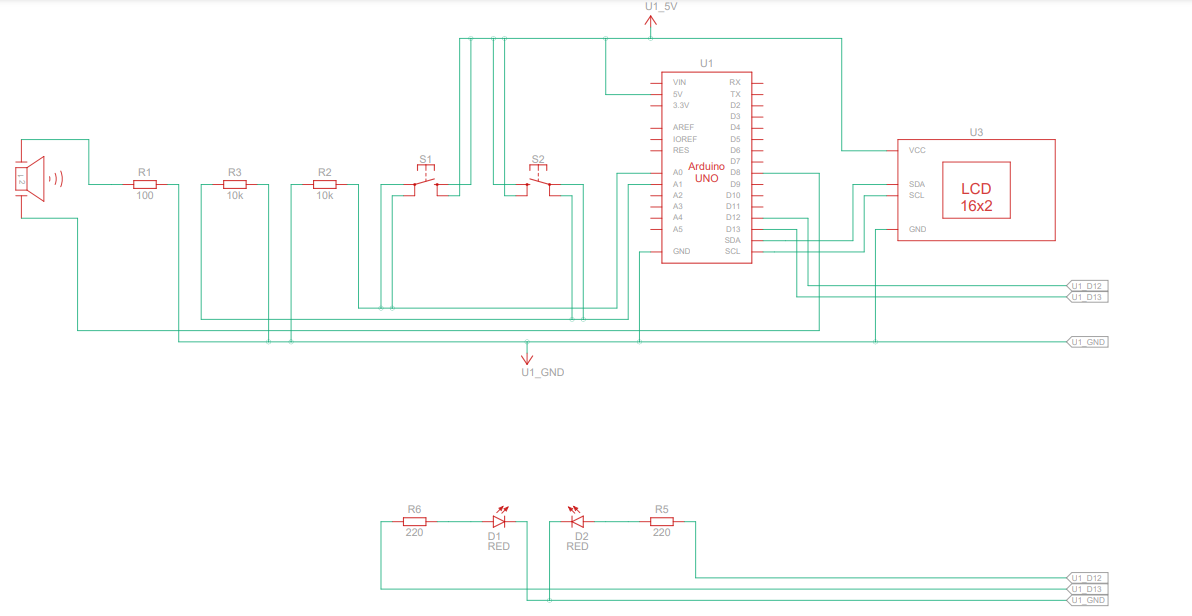 U1_5V
U1
VIN
5V
3.3V
AREF
IOREF
RES
A0
A1
A2
A3
A4
A5
GND
Arduino
UNO
RX
TX
D2
D3
D4
D5
D6
D7
D8
D9
D10
D11
D12
D13
SDA
SCL
U3
VCC
SDA
SCL
GND
LCD
16x2
1 2
R1
100
R3
10k
R2
10k
S1
S2
U1_D12
U1_D13
U1_GND
U1_GND
R6
220
D1
RED
D2
RED
R5
220
U1_D12
U1_D13
U1_GND